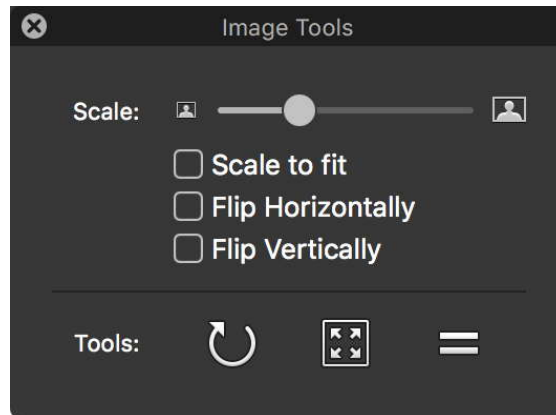 Image Tools
Scale:
Scale to fit
Flip Horizontally
Flip Vertically
Tools: